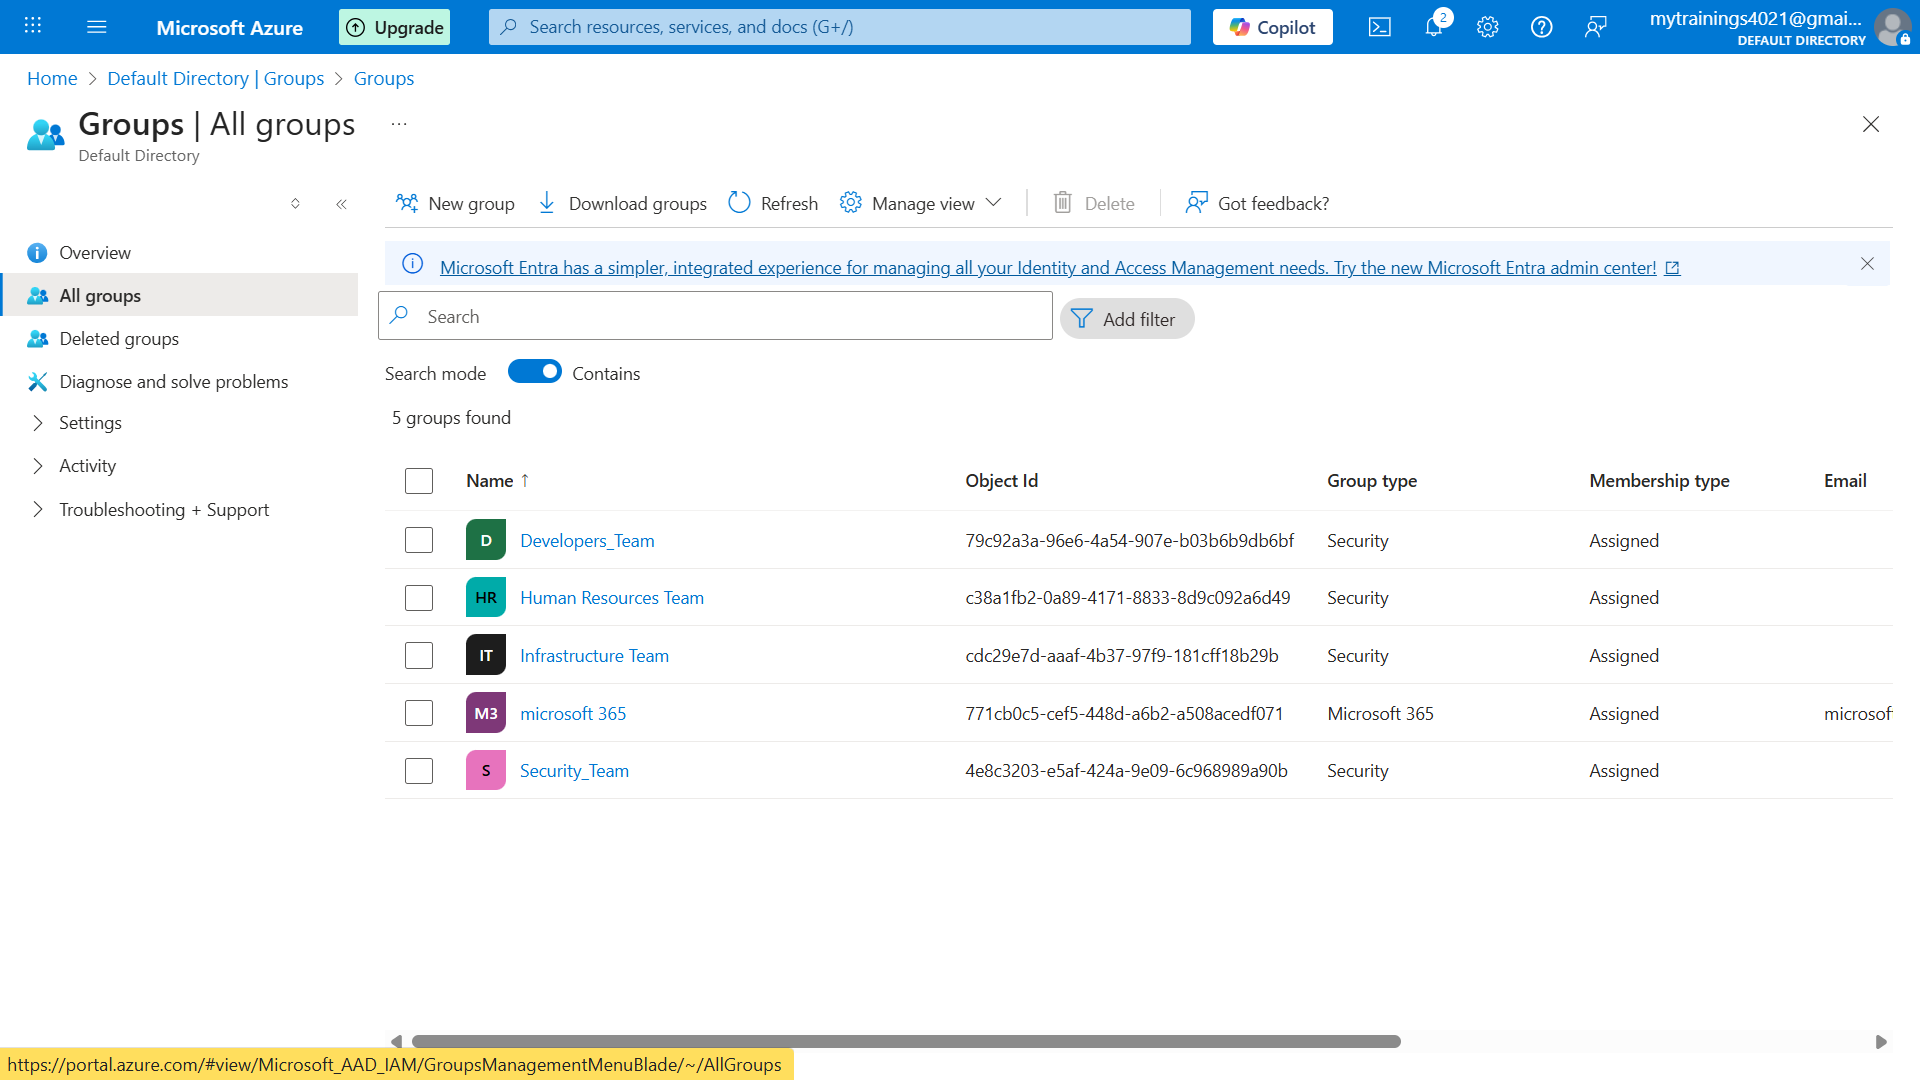 Microsoft Azure
Upgrade
Search resources, services, and docs (G+/)
Copilot
2
mytrainings4021@gmai...
DEFAULT DIRECTORY
Home > Default Directory | Groups > Groups
Groups | All groups ...
Default Directory
New group
Download groups
Refresh
Manage view
Delete
Got feedback?
Overview
All groups
Deleted groups
Diagnose and solve problems
Settings
Activity
Troubleshooting + Support
Microsoft Entra has a simpler, integrated experience for managing all your Identity and Access Management needs. Try the new Microsoft Entra admin center!
Search
Add filter
Search mode Contains
5 groups found
Name ↑ Object Id Group type Membership type Email
D Developers_Team 79c92a3a-96e6-4a54-907e-b03b6b9db6bf Security Assigned
HR Human Resources Team c38a1fb2-0a89-4171-8833-8d9c092a6d49 Security Assigned
IT Infrastructure Team cdc29e7d-aaaf-4b37-97f9-181cff18b29b Security Assigned
M3 microsoft 365 771cb0c5-cef5-448d-a6b2-a508acedf071 Microsoft 365 Assigned microsof
S Security_Team 4e8c3203-e5af-424a-9e09-6c968989a90b Security Assigned
https://portal.azure.com/#view/Microsoft_AAD_IAM/GroupsManagementMenuBlade/~/AllGroups